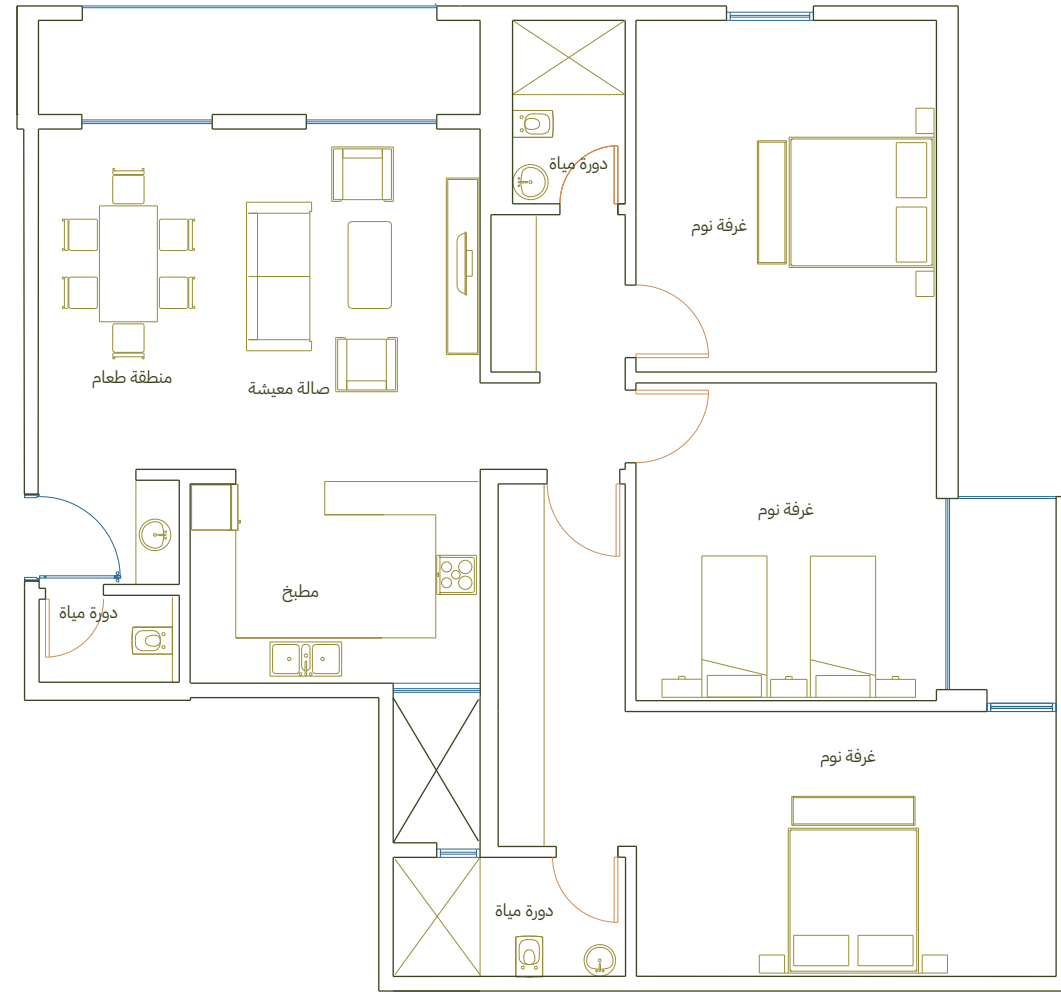 دورة مياة
غرفة نوم
منطقة طعام
صالة معيشة
غرفة نوم
مطبخ
دورة مياة
غرفة نوم
دورة مياة